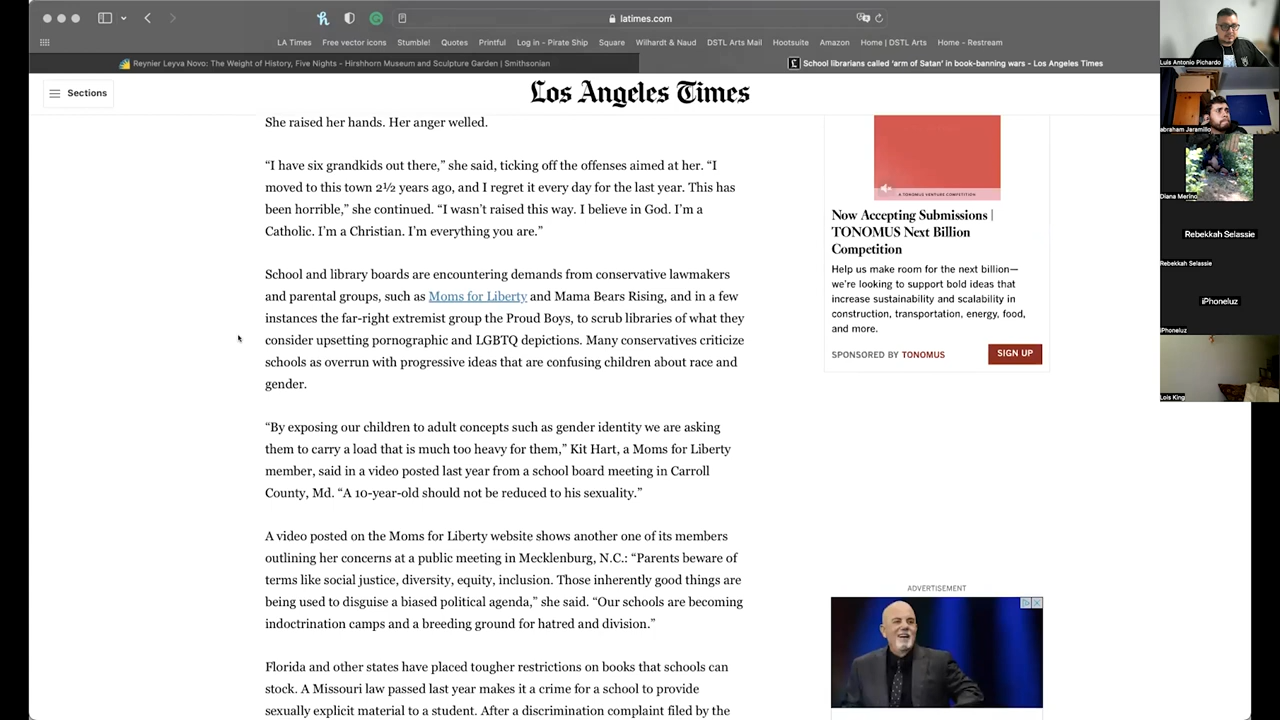 latimes.com
LA Times Free vector icons Stumble! Quotes Printful Log in - Pirate Ship Square Wilhardt & Naud DSTL Arts Mail Hootsuite Amazon Home | DSTL Arts Home - Restream
Reynier Leyva Novo: The Weight of History, Five Nights - Hirshhorn Museum and Sculpture Garden | Smithsonian
School librarians called 'arm of Satan' in book-banning wars - Los Angeles Times
Sections
Los Angeles Times
She raised her hands. Her anger welled.
“I have six grandkids out there,” she said, ticking off the offenses aimed at her. “I
moved to this town 2½ years ago, and I regret it every day for the last year. This has
been horrible,” she continued. “I wasn’t raised this way. I believe in God. I’m a
Catholic. I’m a Christian. I’m everything you are.”
School and library boards are encountering demands from conservative lawmakers
and parental groups, such as Moms for Liberty and Mama Bears Rising, and in a few
instances the far-right extremist group the Proud Boys, to scrub libraries of what they
consider upsetting pornographic and LGBTQ depictions. Many conservatives criticize
schools as overrun with progressive ideas that are confusing children about race and
gender.
“By exposing our children to adult concepts such as gender identity we are asking
them to carry a load that is much too heavy for them,” Kit Hart, a Moms for Liberty
member, said in a video posted last year from a school board meeting in Carroll
County, Md. “A 10-year-old should not be reduced to his sexuality.”
A video posted on the Moms for Liberty website shows another one of its members
outlining her concerns at a public meeting in Mecklenburg, N.C.: “Parents beware of
terms like social justice, diversity, equity, inclusion. Those inherently good things are
being used to disguise a biased political agenda,” she said. “Our schools are becoming
indoctrination camps and a breeding ground for hatred and division.”
Florida and other states have placed tougher restrictions on books that schools can
stock. A Missouri law passed last year makes it a crime for a school to provide
sexually explicit material to a student. After a discrimination complaint filed by the
A TONOMUS VENTURE COMPETITION
Now Accepting Submissions |
TONOMUS Next Billion
Competition
Help us make room for the next billion—
we’re looking to support bold ideas that
increase sustainability and scalability in
construction, transportation, energy, food,
and more.
SPONSORED BY TONOMUS
SIGN UP
ADVERTISEMENT
Luis Antonio Pichardo
abraham Jaramillo
Diana Merino
Rebekkah Selassie
Rebekkah Selassie
iPhoneluz
iPhoneluz
Lois King